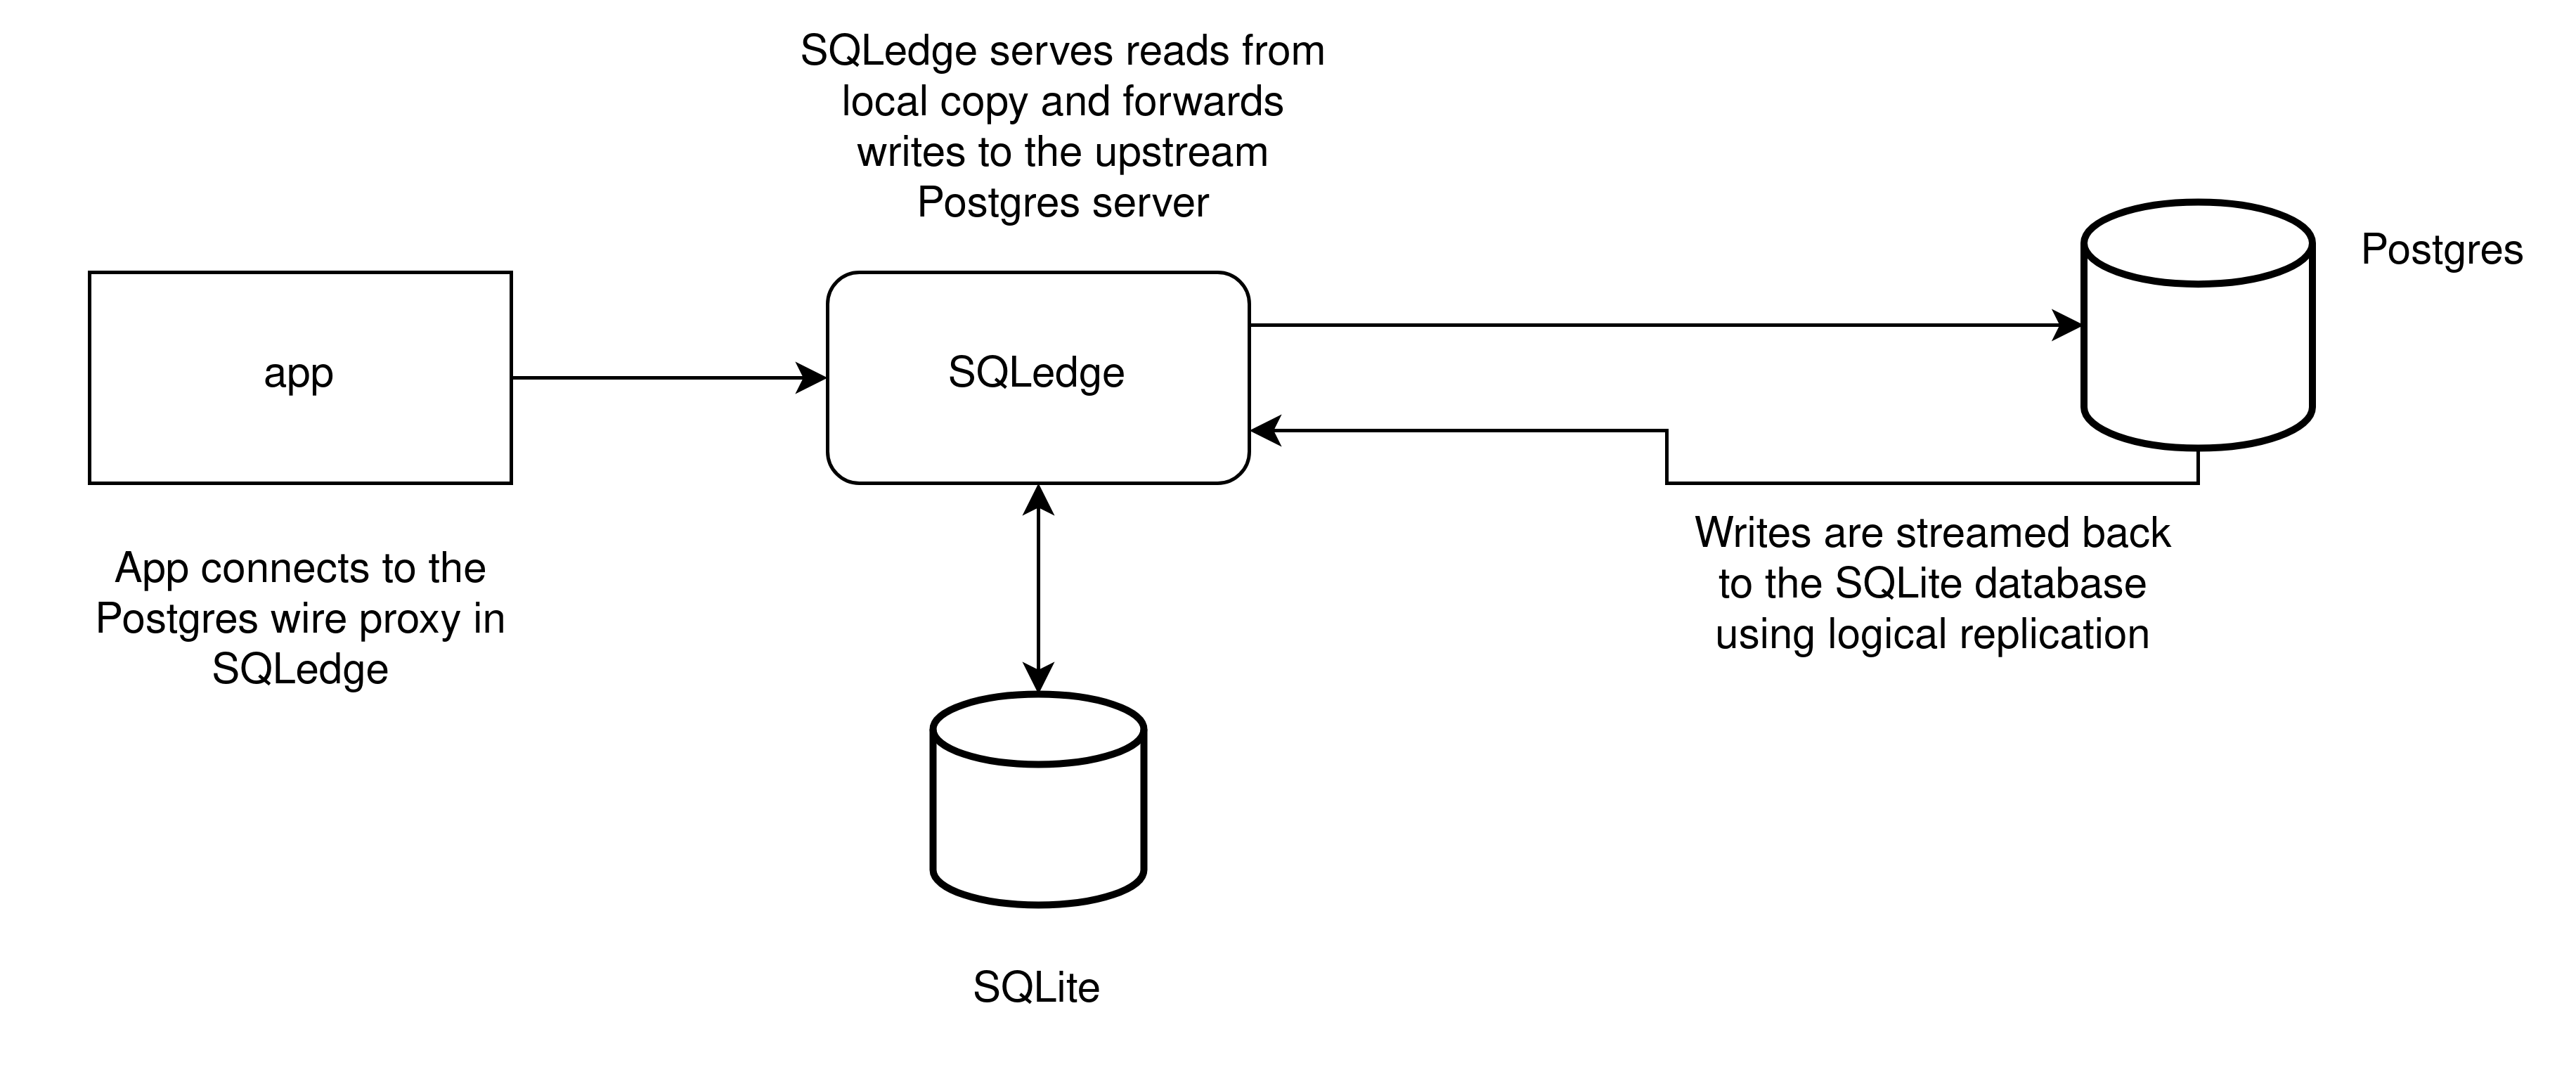 SQLedge serves reads from
local copy and forwards
writes to the upstream
Postgres server
Postgres
app
SQLedge
App connects to the
Postgres wire proxy in
SQLedge
Writes are streamed back
to the SQLite database
using logical replication
SQLite